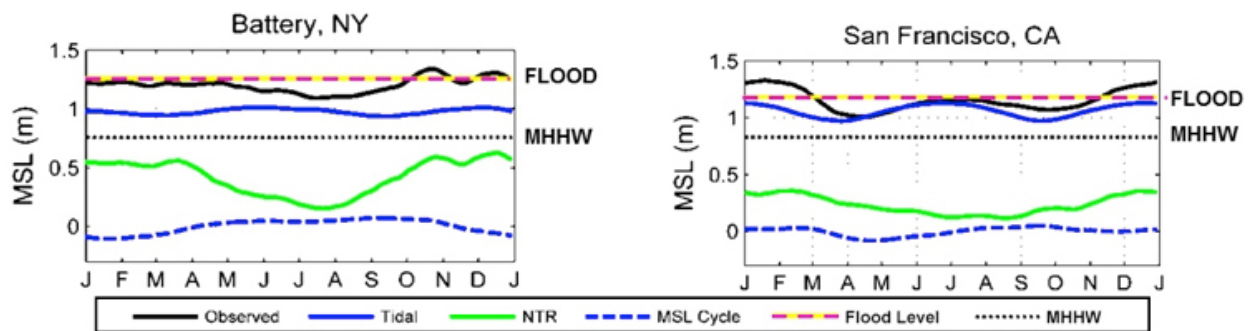 Battery, NY
1.5
1
0.5
0
MSL (m)
FLOOD
MHHW
J F M A M J J A S O N D J
San Francisco, CA
1.5
1
0.5
0
MSL (m)
FLOOD
MHHW
J F M A M J J A S O N D J
Observed Tidal NTR MSL Cycle Flood Level MHHW